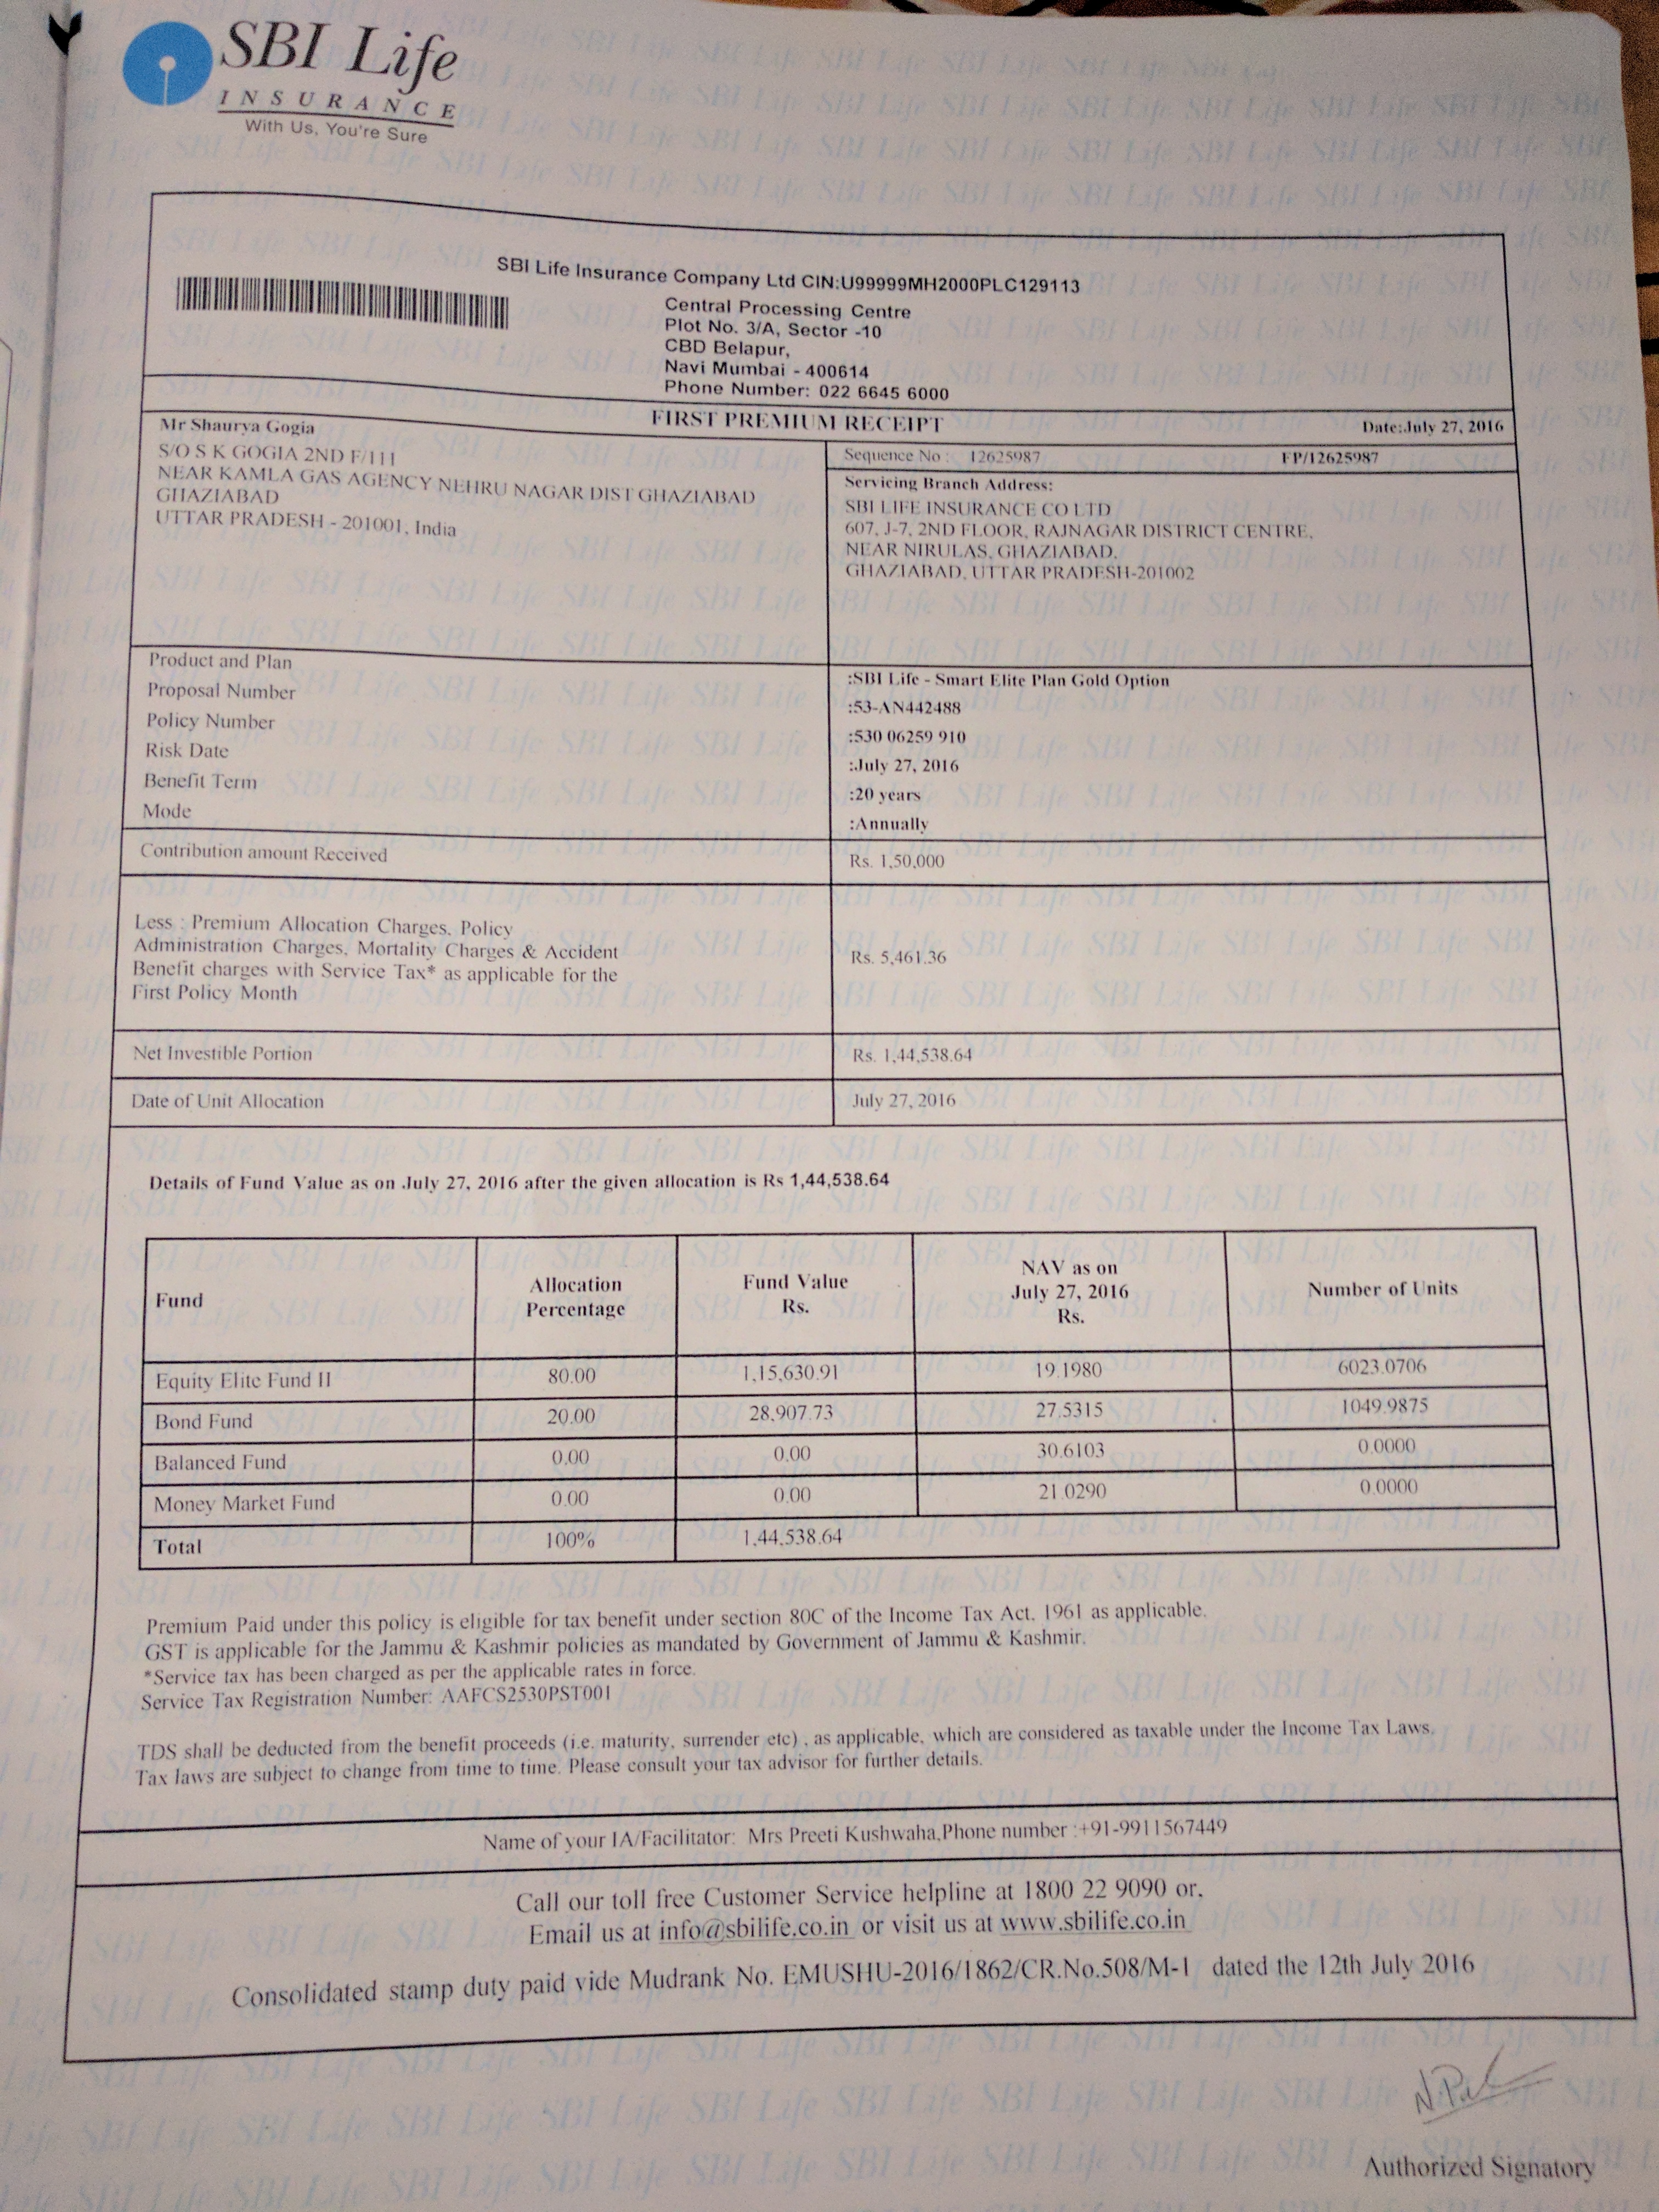 SBI Life
INSURANCE
With Us, You're Sure
SBI Life Insurance Company Ltd CIN:U99999MH2000PLC129113
Central Processing Centre
Plot No. 3/A, Sector -10
CBD Belapur,
Navi Mumbai - 400614
Phone Number: 022 6645 6000
FIRST PREMIUM RECEIPT
Date:July 27, 2016
Mr Shaurya Gogia
S/O S K GOGIA 2ND F/111
NEAR KAMLA GAS AGENCY NEHRU NAGAR DIST GHAZIABAD
GHAZIABAD
UTTAR PRADESH - 201001, India
Sequence No : 12625987 FP/12625987
Servicing Branch Address:
SBI LIFE INSURANCE CO LTD
607, J-7, 2ND FLOOR, RAJNAGAR DISTRICT CENTRE,
NEAR NIRULAS, GHAZIABAD,
GHAZIABAD, UTTAR PRADESH-201002
Product and Plan :SBI Life - Smart Elite Plan Gold Option
Proposal Number :53-AN442488
Policy Number :530 06259 910
Risk Date :July 27, 2016
Benefit Term :20 years
Mode :Annually
Contribution amount Received Rs. 1,50,000
Less : Premium Allocation Charges, Policy
Administration Charges, Mortality Charges & Accident
Benefit charges with Service Tax* as applicable for the
First Policy Month
Rs. 5,461.36
Net Investible Portion Rs. 1,44,538.64
Date of Unit Allocation July 27, 2016
Details of Fund Value as on July 27, 2016 after the given allocation is Rs 1,44,538.64
Fund Allocation Percentage Fund Value Rs. NAV as on July 27, 2016 Rs. Number of Units
Equity Elite Fund II 80.00 1,15,630.91 19.1980 6023.0706
Bond Fund 20.00 28,907.73 27.5315 1049.9875
Balanced Fund 0.00 0.00 30.6103 0.0000
Money Market Fund 0.00 0.00 21.0290 0.0000
Total 100% 1,44,538.64
Premium Paid under this policy is eligible for tax benefit under section 80C of the Income Tax Act, 1961 as applicable.
GST is applicable for the Jammu & Kashmir policies as mandated by Government of Jammu & Kashmir.
*Service tax has been charged as per the applicable rates in force.
Service Tax Registration Number: AAFCS2530PST001
TDS shall be deducted from the benefit proceeds (i.e. maturity, surrender etc) , as applicable, which are considered as taxable under the Income Tax Laws.
Tax laws are subject to change from time to time. Please consult your tax advisor for further details.
Name of your IA/Facilitator: Mrs Preeti Kushwaha,Phone number :+91-9911567449
Call our toll free Customer Service helpline at 1800 22 9090 or,
Email us at info@sbilife.co.in or visit us at www.sbilife.co.in
Consolidated stamp duty paid vide Mudrank No. EMUSHU-2016/1862/CR.No.508/M-1 dated the 12th July 2016
Authorized Signatory